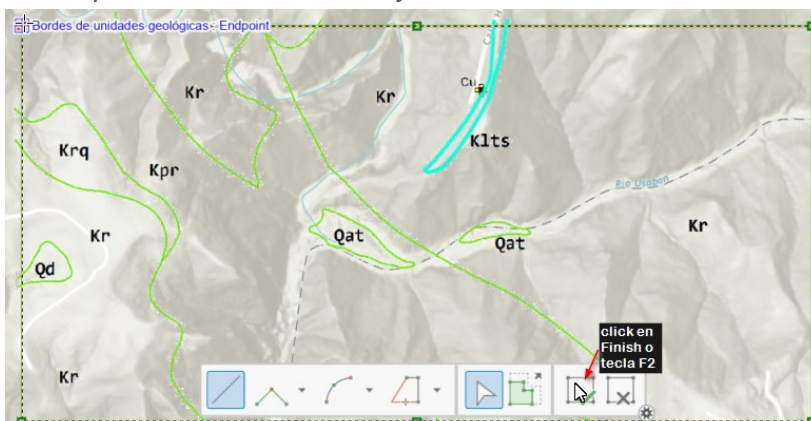 Bordes de unidades geológicas: Endpoint
Kr
Kr
Cu
Krq
Klts
Kpr
Río Usabon
Kr
Kr
Qat
Qat
Qd
click en
Finish o
tecla F2
Kr